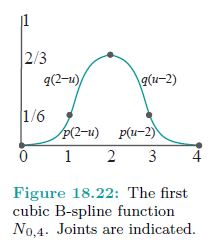 1
2/3
q(2−u) q(u−2)
1/6
p(2−u) p(u−2)
0 1 2 3 4
Figure 18.22: The first
cubic B-spline function
N0,4. Joints are indicated.